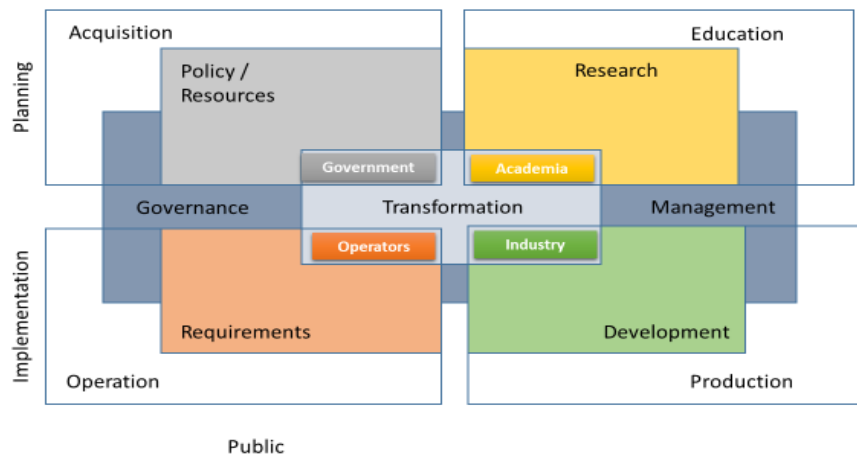 Acquisition
Education
Policy /
Resources
Research
Planning
Government
Academia
Governance
Transformation
Management
Operators
Industry
Implementation
Requirements
Development
Operation
Production
Public